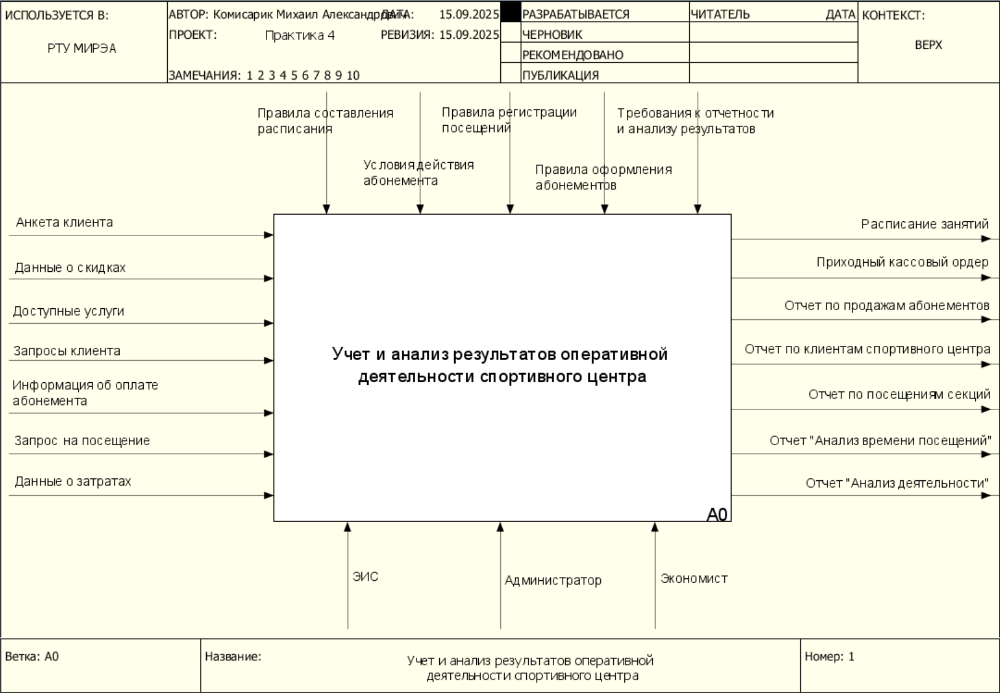 ИСПОЛЬЗУЕТСЯ В:
РТУ МИРЭА
АВТОР: Комисарик Михаил Александрович
ДАТА: 15.09.2025
ПРОЕКТ: Практика 4
РЕВИЗИЯ: 15.09.2025
ЗАМЕЧАНИЯ: 1 2 3 4 5 6 7 8 9 10
РАЗРАБАТЫВАЕТСЯ
ЧЕРНОВИК
РЕКОМЕНДОВАНО
ПУБЛИКАЦИЯ
ЧИТАТЕЛЬ ДАТА
КОНТЕКСТ:
ВЕРХ
Правила составления
расписания
Условия действия
абонемента
Правила регистрации
посещений
Правила оформления
абонементов
Требования к отчетности
и анализу результатов
Анкета клиента
Данные о скидках
Доступные услуги
Запросы клиента
Информация об оплате
абонемента
Запрос на посещение
Данные о затратах
Учет и анализ результатов оперативной
деятельности спортивного центра
A0
Расписание занятий
Приходный кассовый ордер
Отчет по продажам абонементов
Отчет по клиентам спортивного центра
Отчет по посещениям секций
Отчет "Анализ времени посещений"
Отчет "Анализ деятельности"
ЭИС
Администратор
Экономист
Ветка: A0
Название:
Учет и анализ результатов оперативной
деятельности спортивного центра
Номер: 1